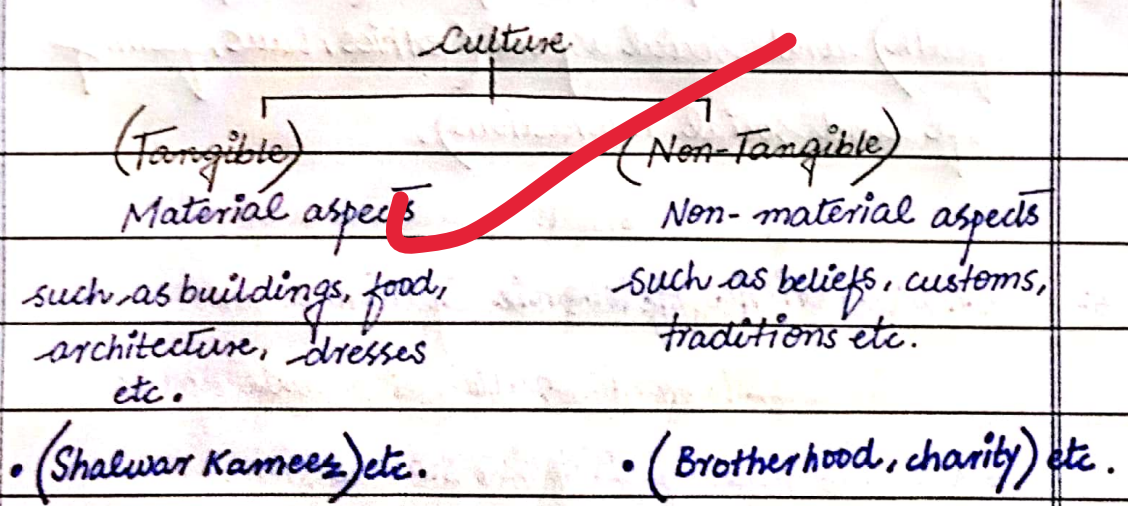 Culture
(Tangible) (Non-Tangible)
Material aspects Non-material aspects
such as buildings, food, such as beliefs, customs,
architecture, dresses traditions etc.
etc.
• (Shalwar Kameez) etc. • (Brotherhood, charity) etc.